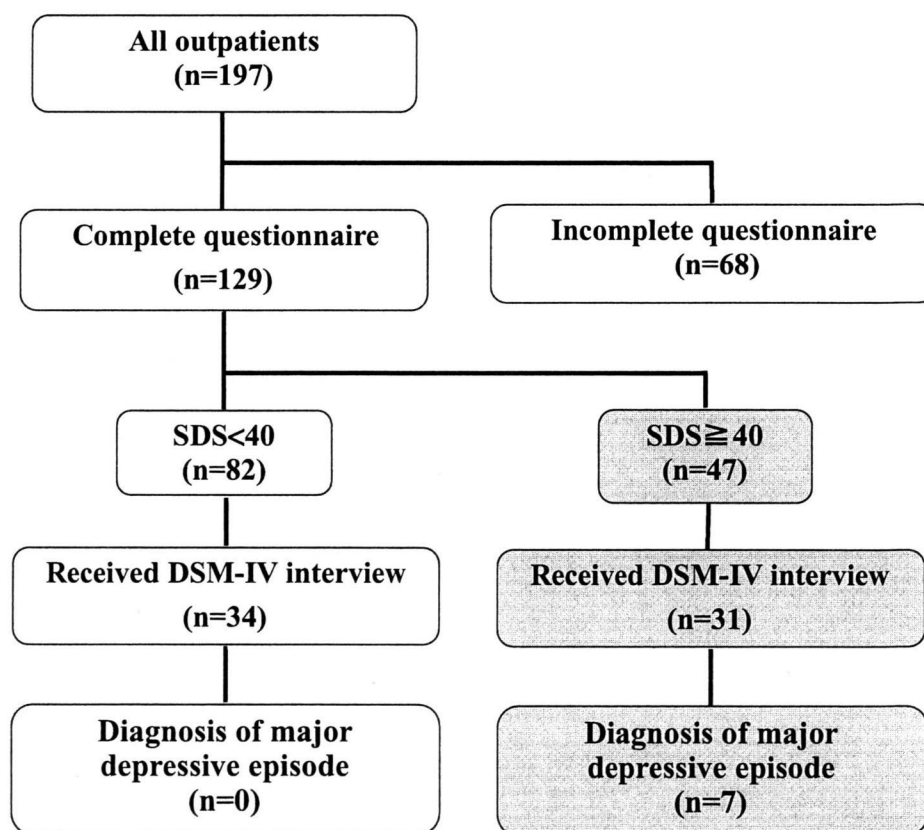 All outpatients
(n=197)
Complete questionnaire
(n=129)
Incomplete questionnaire
(n=68)
SDS<40
(n=82)
SDS≧40
(n=47)
Received DSM-IV interview
(n=34)
Received DSM-IV interview
(n=31)
Diagnosis of major
depressive episode
(n=0)
Diagnosis of major
depressive episode
(n=7)